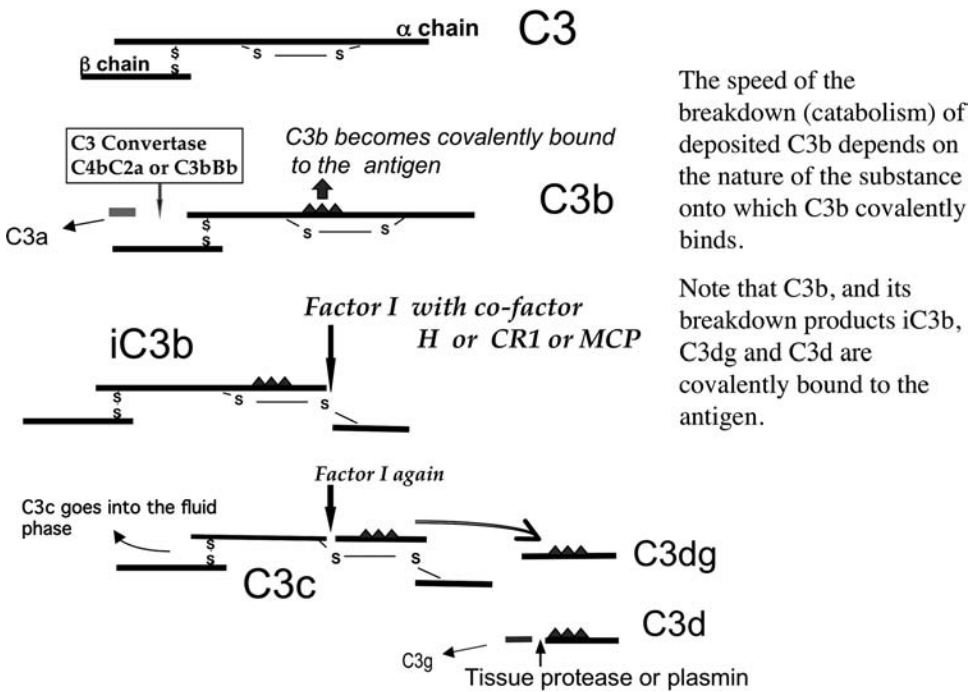 α chain
C3
S
S
S
S
β chain
C3 Convertase
C4bC2a or C3bBb
C3b becomes covalently bound
to the antigen
C3b
C3a
S
S
S
S
Factor I with co-factor
H or CR1 or MCP
iC3b
S
S
S
S
Factor I again
C3c goes into the fluid
phase
S
S
S
S
C3c
C3dg
C3d
C3g
Tissue protease or plasmin
The speed of the
breakdown (catabolism) of
deposited C3b depends on
the nature of the substance
onto which C3b covalently
binds.
Note that C3b, and its
breakdown products iC3b,
C3dg and C3d are
covalently bound to the
antigen.